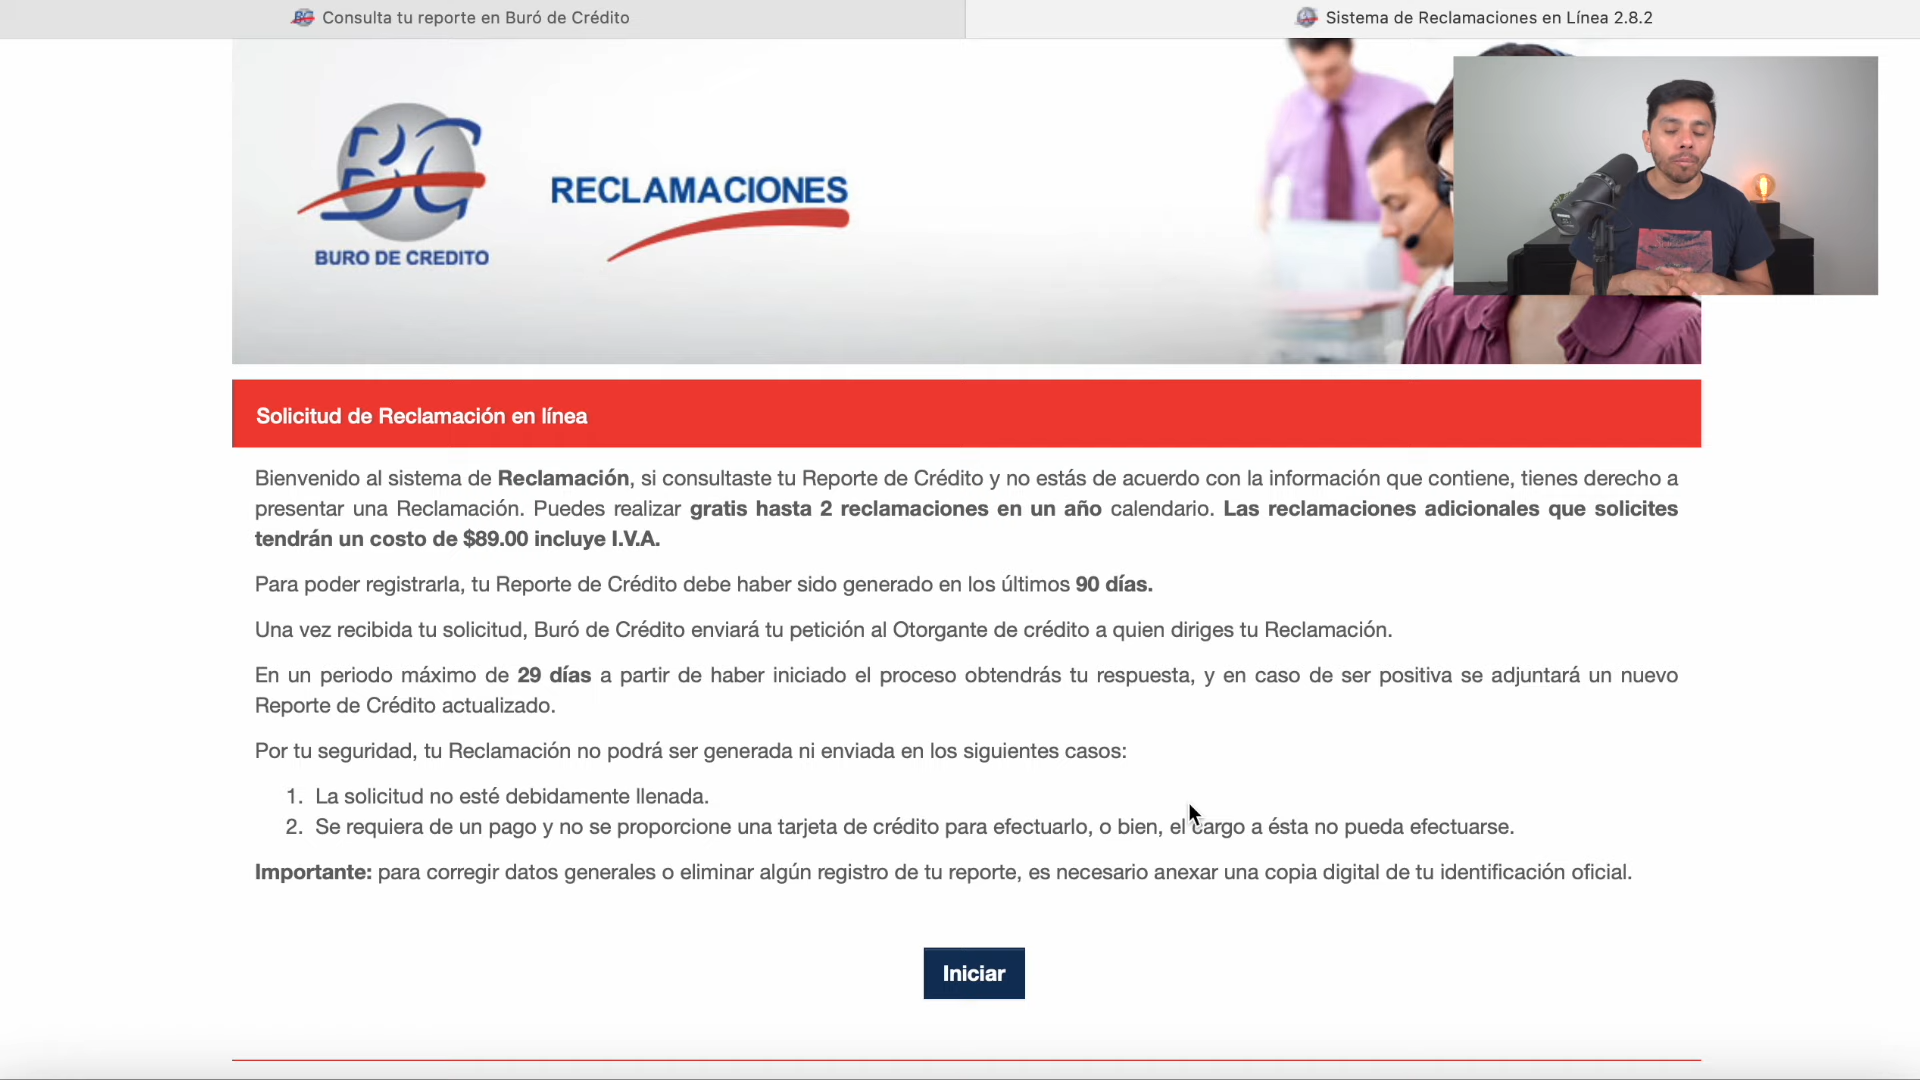 Consulta tu reporte en Buró de Crédito
Sistema de Reclamaciones en Línea 2.8.2
BC
BURO DE CREDITO
RECLAMACIONES
Solicitud de Reclamación en línea
Bienvenido al sistema de Reclamación, si consultaste tu Reporte de Crédito y no estás de acuerdo con la información que contiene, tienes derecho a
presentar una Reclamación. Puedes realizar gratis hasta 2 reclamaciones en un año calendario. Las reclamaciones adicionales que solicites
tendrán un costo de $89.00 incluye I.V.A.
Para poder registrarla, tu Reporte de Crédito debe haber sido generado en los últimos 90 días.
Una vez recibida tu solicitud, Buró de Crédito enviará tu petición al Otorgante de crédito a quien diriges tu Reclamación.
En un periodo máximo de 29 días a partir de haber iniciado el proceso obtendrás tu respuesta, y en caso de ser positiva se adjuntará un nuevo
Reporte de Crédito actualizado.
Por tu seguridad, tu Reclamación no podrá ser generada ni enviada en los siguientes casos:
1. La solicitud no esté debidamente llenada.
2. Se requiera de un pago y no se proporcione una tarjeta de crédito para efectuarlo, o bien, el cargo a ésta no pueda efectuarse.
Importante: para corregir datos generales o eliminar algún registro de tu reporte, es necesario anexar una copia digital de tu identificación oficial.
Iniciar